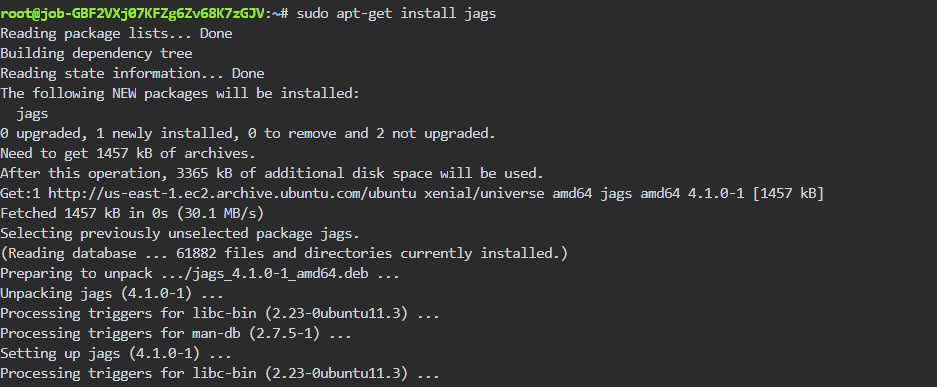 root@job-GBF2VXj07KFZg6Zv68K7zGJV:~# sudo apt-get install jags
Reading package lists... Done
Building dependency tree
Reading state information... Done
The following NEW packages will be installed:
  jags
0 upgraded, 1 newly installed, 0 to remove and 2 not upgraded.
Need to get 1457 kB of archives.
After this operation, 3365 kB of additional disk space will be used.
Get:1 http://us-east-1.ec2.archive.ubuntu.com/ubuntu xenial/universe amd64 jags amd64 4.1.0-1 [1457 kB]
Fetched 1457 kB in 0s (30.1 MB/s)
Selecting previously unselected package jags.
(Reading database ... 61882 files and directories currently installed.)
Preparing to unpack .../jags_4.1.0-1_amd64.deb ...
Unpacking jags (4.1.0-1) ...
Processing triggers for libc-bin (2.23-0ubuntu11.3) ...
Processing triggers for man-db (2.7.5-1) ...
Setting up jags (4.1.0-1) ...
Processing triggers for libc-bin (2.23-0ubuntu11.3) ...